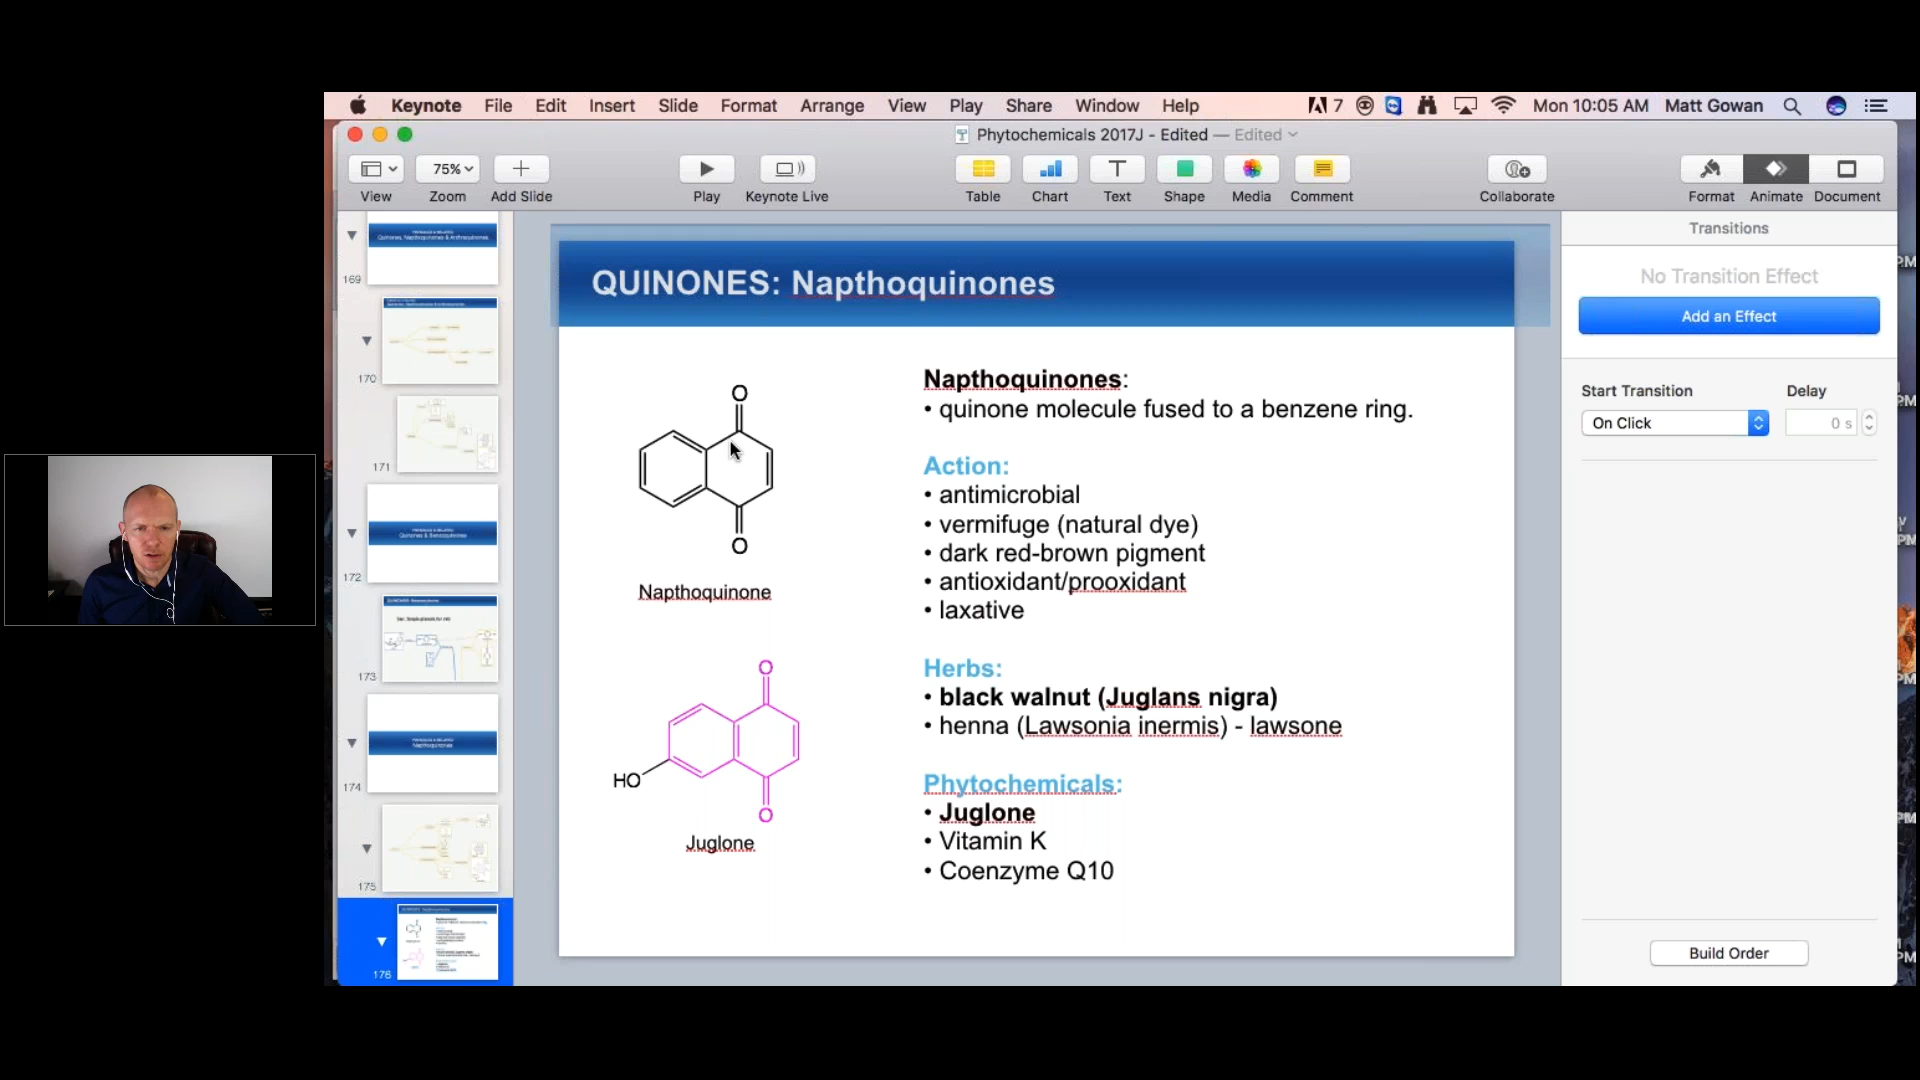 Keynote File Edit Insert Slide Format Arrange View Play Share Window Help 7 Mon 10:05 AM Matt Gowan
Phytochemicals 2017J - Edited — Edited
75%
View Zoom Add Slide Play Keynote Live Table Chart Text Shape Media Comment Collaborate Format Animate Document
Transitions
No Transition Effect
Add an Effect
Start Transition Delay
On Click 0 s
Build Order
169
170
171
172
Quinones & Benzoquinones
173
174
Napthoquinones
175
176
QUINONES: Napthoquinones
O
O
Napthoquinone
O
HO
O
Juglone
Napthoquinones:
• quinone molecule fused to a benzene ring.
Action:
• antimicrobial
• vermifuge (natural dye)
• dark red-brown pigment
• antioxidant/prooxidant
• laxative
Herbs:
• black walnut (Juglans nigra)
• henna (Lawsonia inermis) - lawsone
Phytochemicals:
• Juglone
• Vitamin K
• Coenzyme Q10